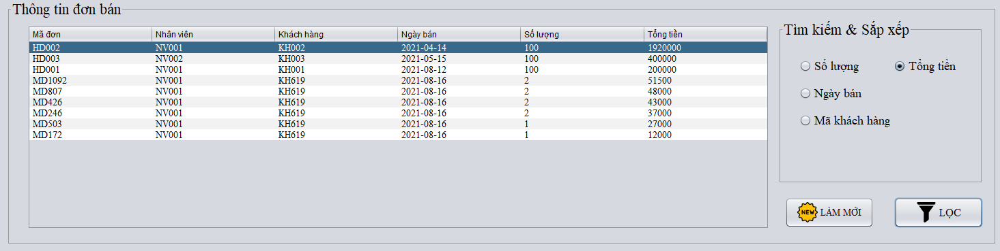 Thông tin đơn bán
Mã đơn Nhân viên Khách hàng Ngày bán Số lượng Tổng tiền
HD002 NV001 KH002 2021-04-14 100 1920000
HD003 NV002 KH003 2021-05-15 100 400000
HD001 NV001 KH001 2021-08-12 100 200000
MD1092 NV001 KH619 2021-08-16 2 51500
MD807 NV001 KH619 2021-08-16 2 48000
MD426 NV001 KH619 2021-08-16 2 43000
MD246 NV001 KH619 2021-08-16 2 37000
MD503 NV001 KH619 2021-08-16 1 27000
MD172 NV001 KH619 2021-08-16 1 12000
Tìm kiếm & Sắp xếp
Số lượng Tổng tiền
Ngày bán
Mã khách hàng
NEW LÀM MỚI LỌC